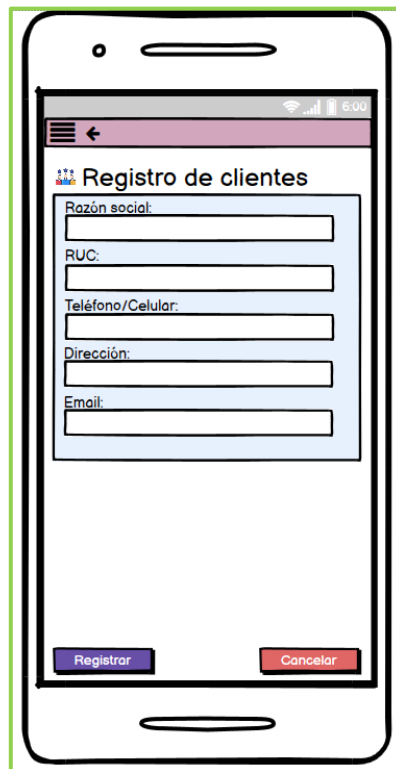 6:00
Registro de clientes
Razón social:
RUC:
Teléfono/Celular:
Dirección:
Email:
Registrar
Cancelar